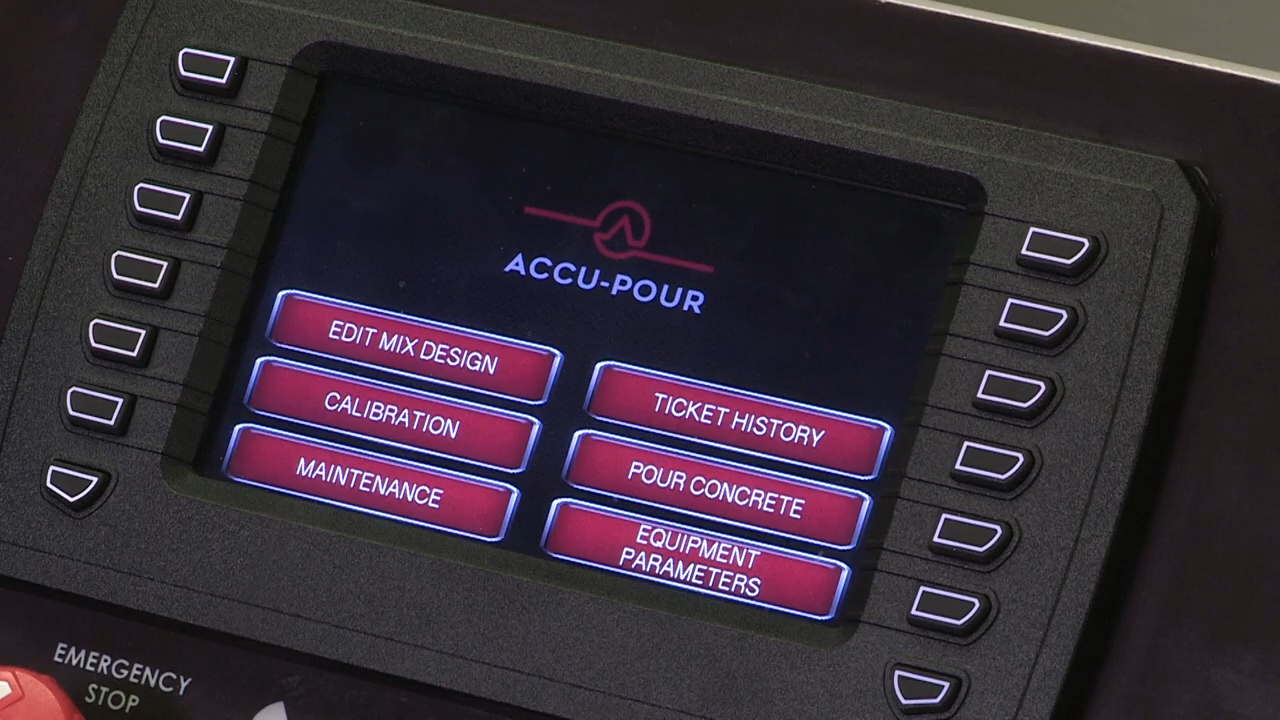 ACCU-POUR
EDIT MIX DESIGN
CALIBRATION
MAINTENANCE
TICKET HISTORY
POUR CONCRETE
EQUIPMENT
PARAMETERS
EMERGENCY
STOP